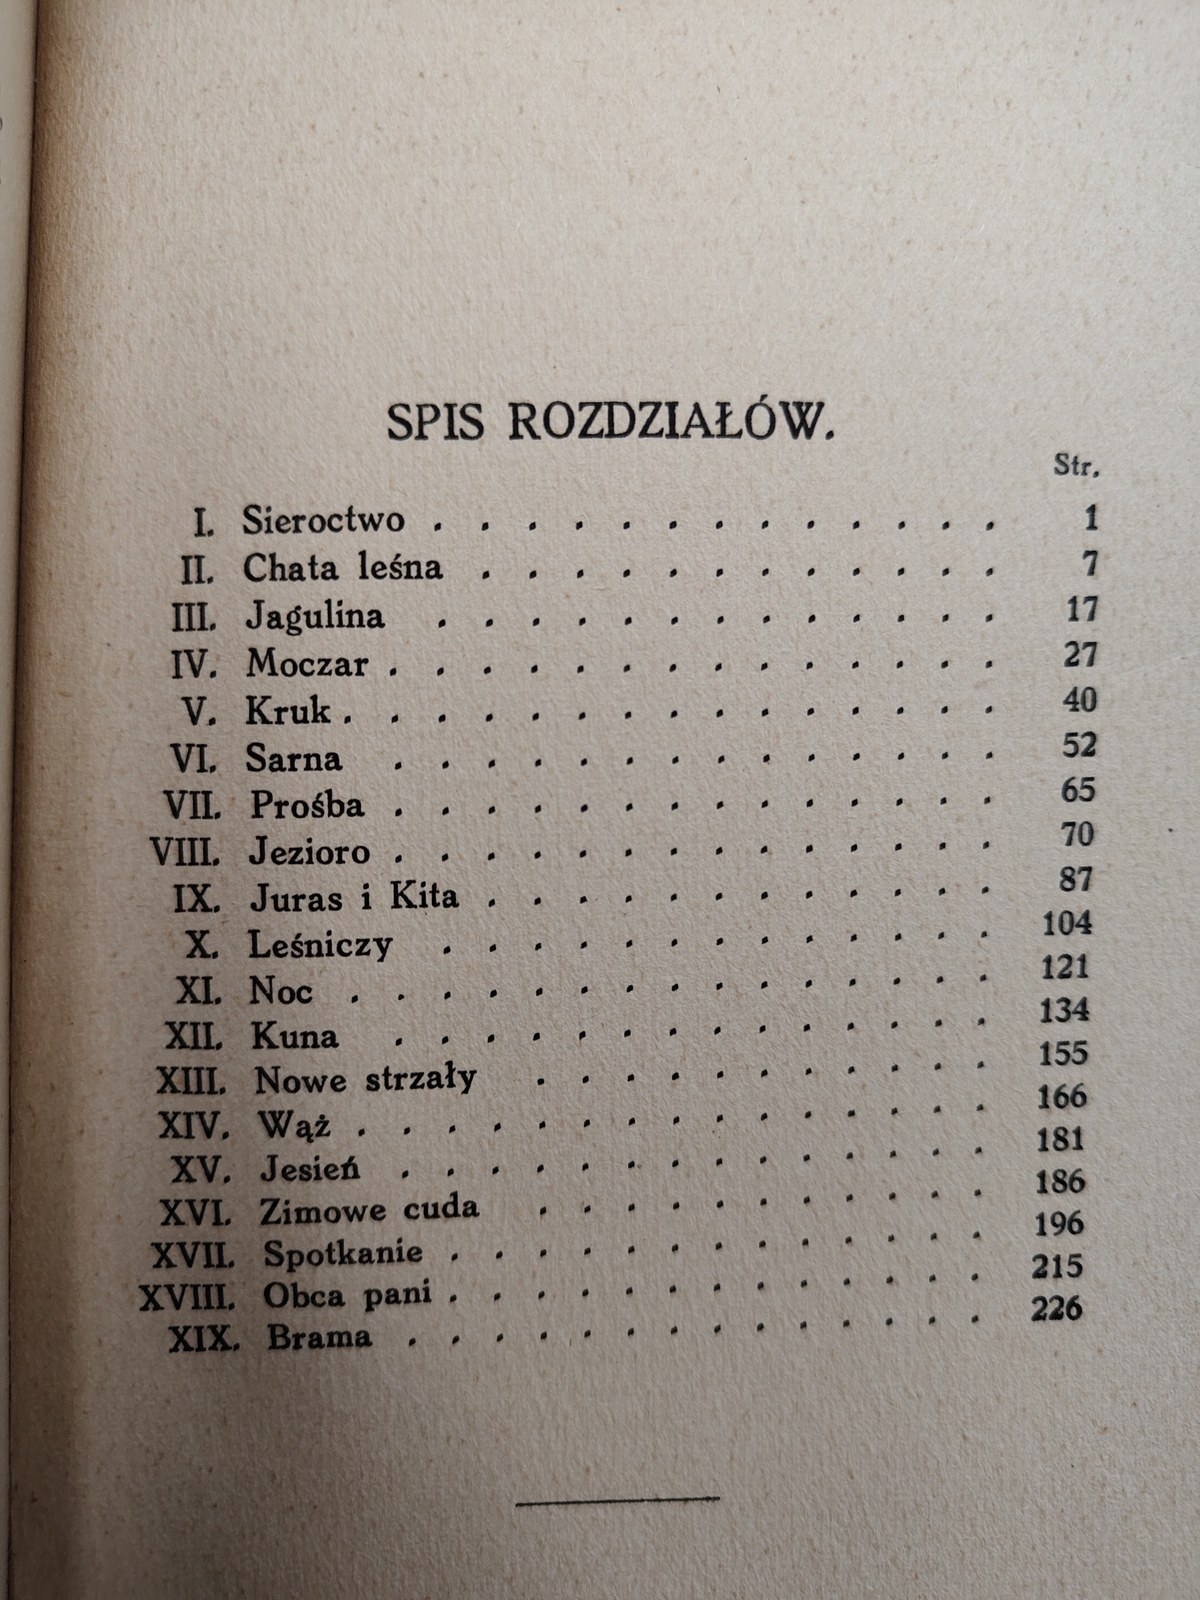 SPIS ROZDZIAŁÓW.
Str.
I. Sieroctwo . . . . . . . . . . . . . 1
II. Chata leśna . . . . . . . . . . . . 7
III. Jagulina . . . . . . . . . . . . . 17
IV. Moczar . . . . . . . . . . . . . . 27
V. Kruk . . . . . . . . . . . . . . . 40
VI. Sarna . . . . . . . . . . . . . . 52
VII. Prośba . . . . . . . . . . . . . . 65
VIII. Jezioro . . . . . . . . . . . . . . 70
IX. Juras i Kita . . . . . . . . . . . . 87
X. Leśniczy . . . . . . . . . . . . . 104
XI. Noc . . . . . . . . . . . . . . . 121
XII. Kuna . . . . . . . . . . . . . . 134
XIII. Nowe strzały . . . . . . . . . . . 155
XIV. Wąż . . . . . . . . . . . . . . . 166
XV. Jesień . . . . . . . . . . . . . . 181
XVI. Zimowe cuda . . . . . . . . . . . 186
XVII. Spotkanie . . . . . . . . . . . . . 196
XVIII. Obca pani . . . . . . . . . . . . . 215
XIX. Brama . . . . . . . . . . . . . . 226